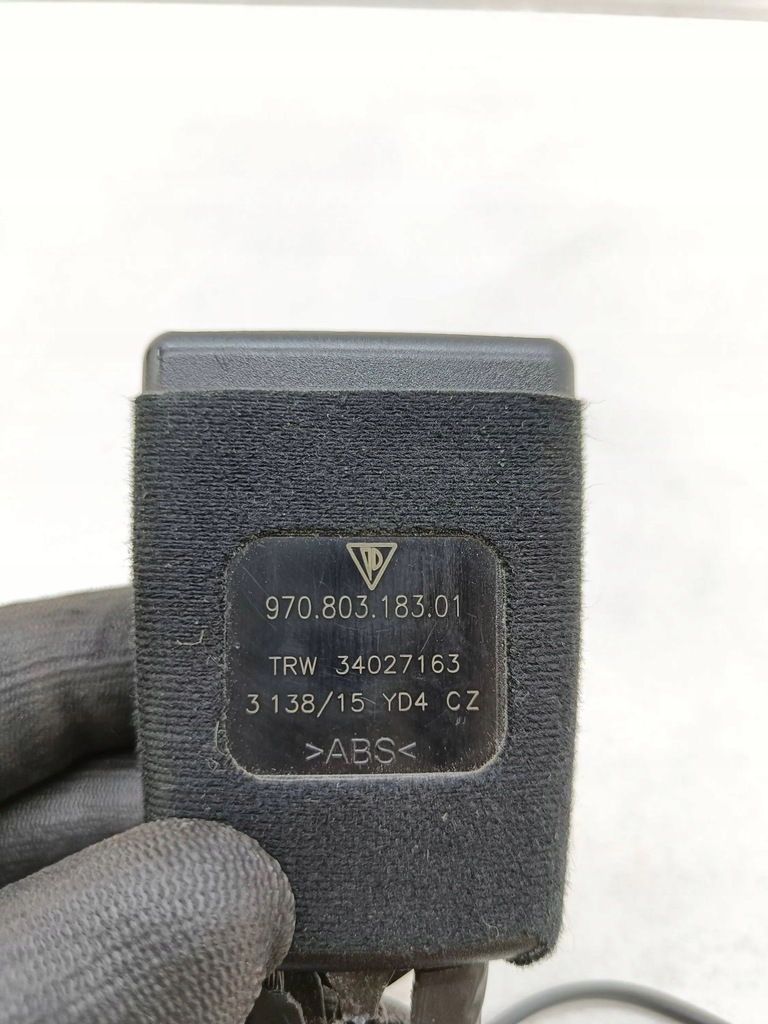 970.803.183.01
TRW 34027163
3 138/15 YD4 CZ
>ABS<